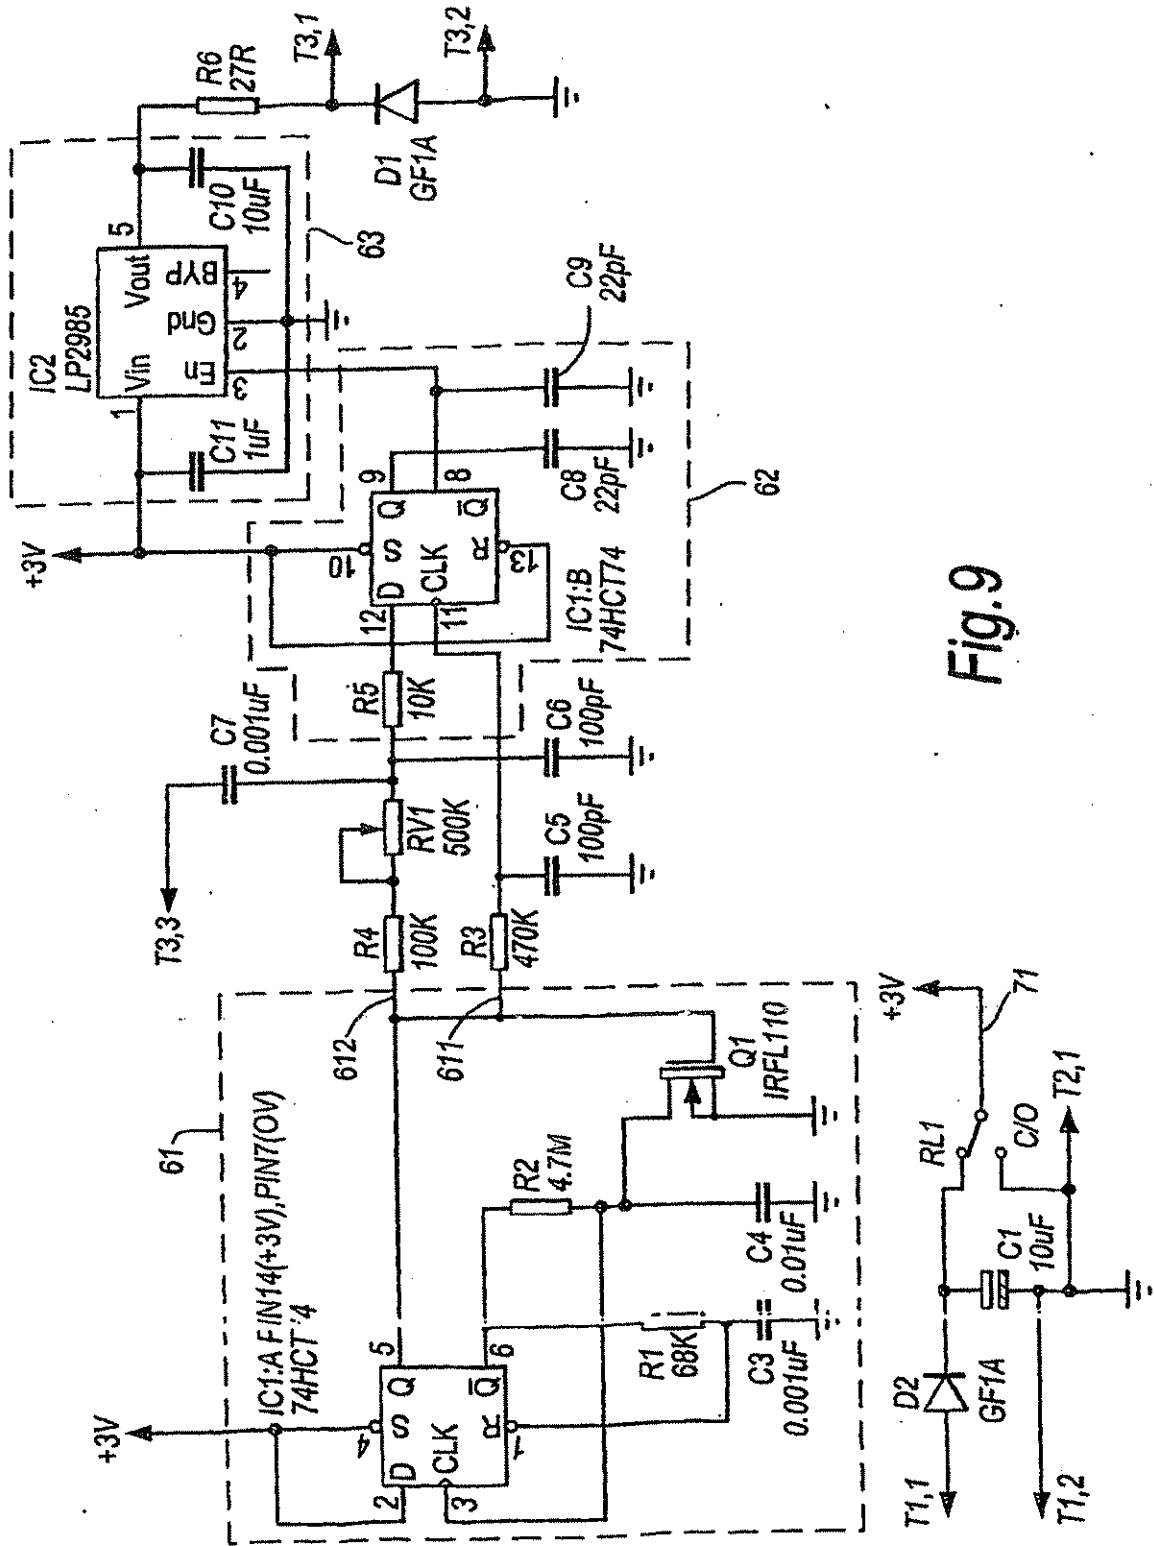 +3V
IC1:A PIN14(+3V),PIN7(OV)
74HCT'4
61
2
D
4
S
Q
5
3
CLK
R
1
Q
6
R1
68K
C3
0.001uF
R2
4.7M
C4
0.01uF
Q1
IRFL110
612
611
R4
100K
R3
470K
T3,3
C7
0.001uF
RV1
500K
C5
100pF
C6
100pF
R5
10K
12
D
10
S
Q
9
11
CLK
R
13
Q
8
IC1:B
74HCT74
C8
22pF
C9
22pF
62
+3V
IC2
LP2985
1
Vin
Vout
5
En
3
Gnd
2
BYP
4
C11
1uF
C10
10uF
63
R6
27R
T3,1
D1
GF1A
T3,2
T1,1
D2
GF1A
T1,2
C1
10uF
RL1
C/O
T2,1
+3V
71
Fig.9